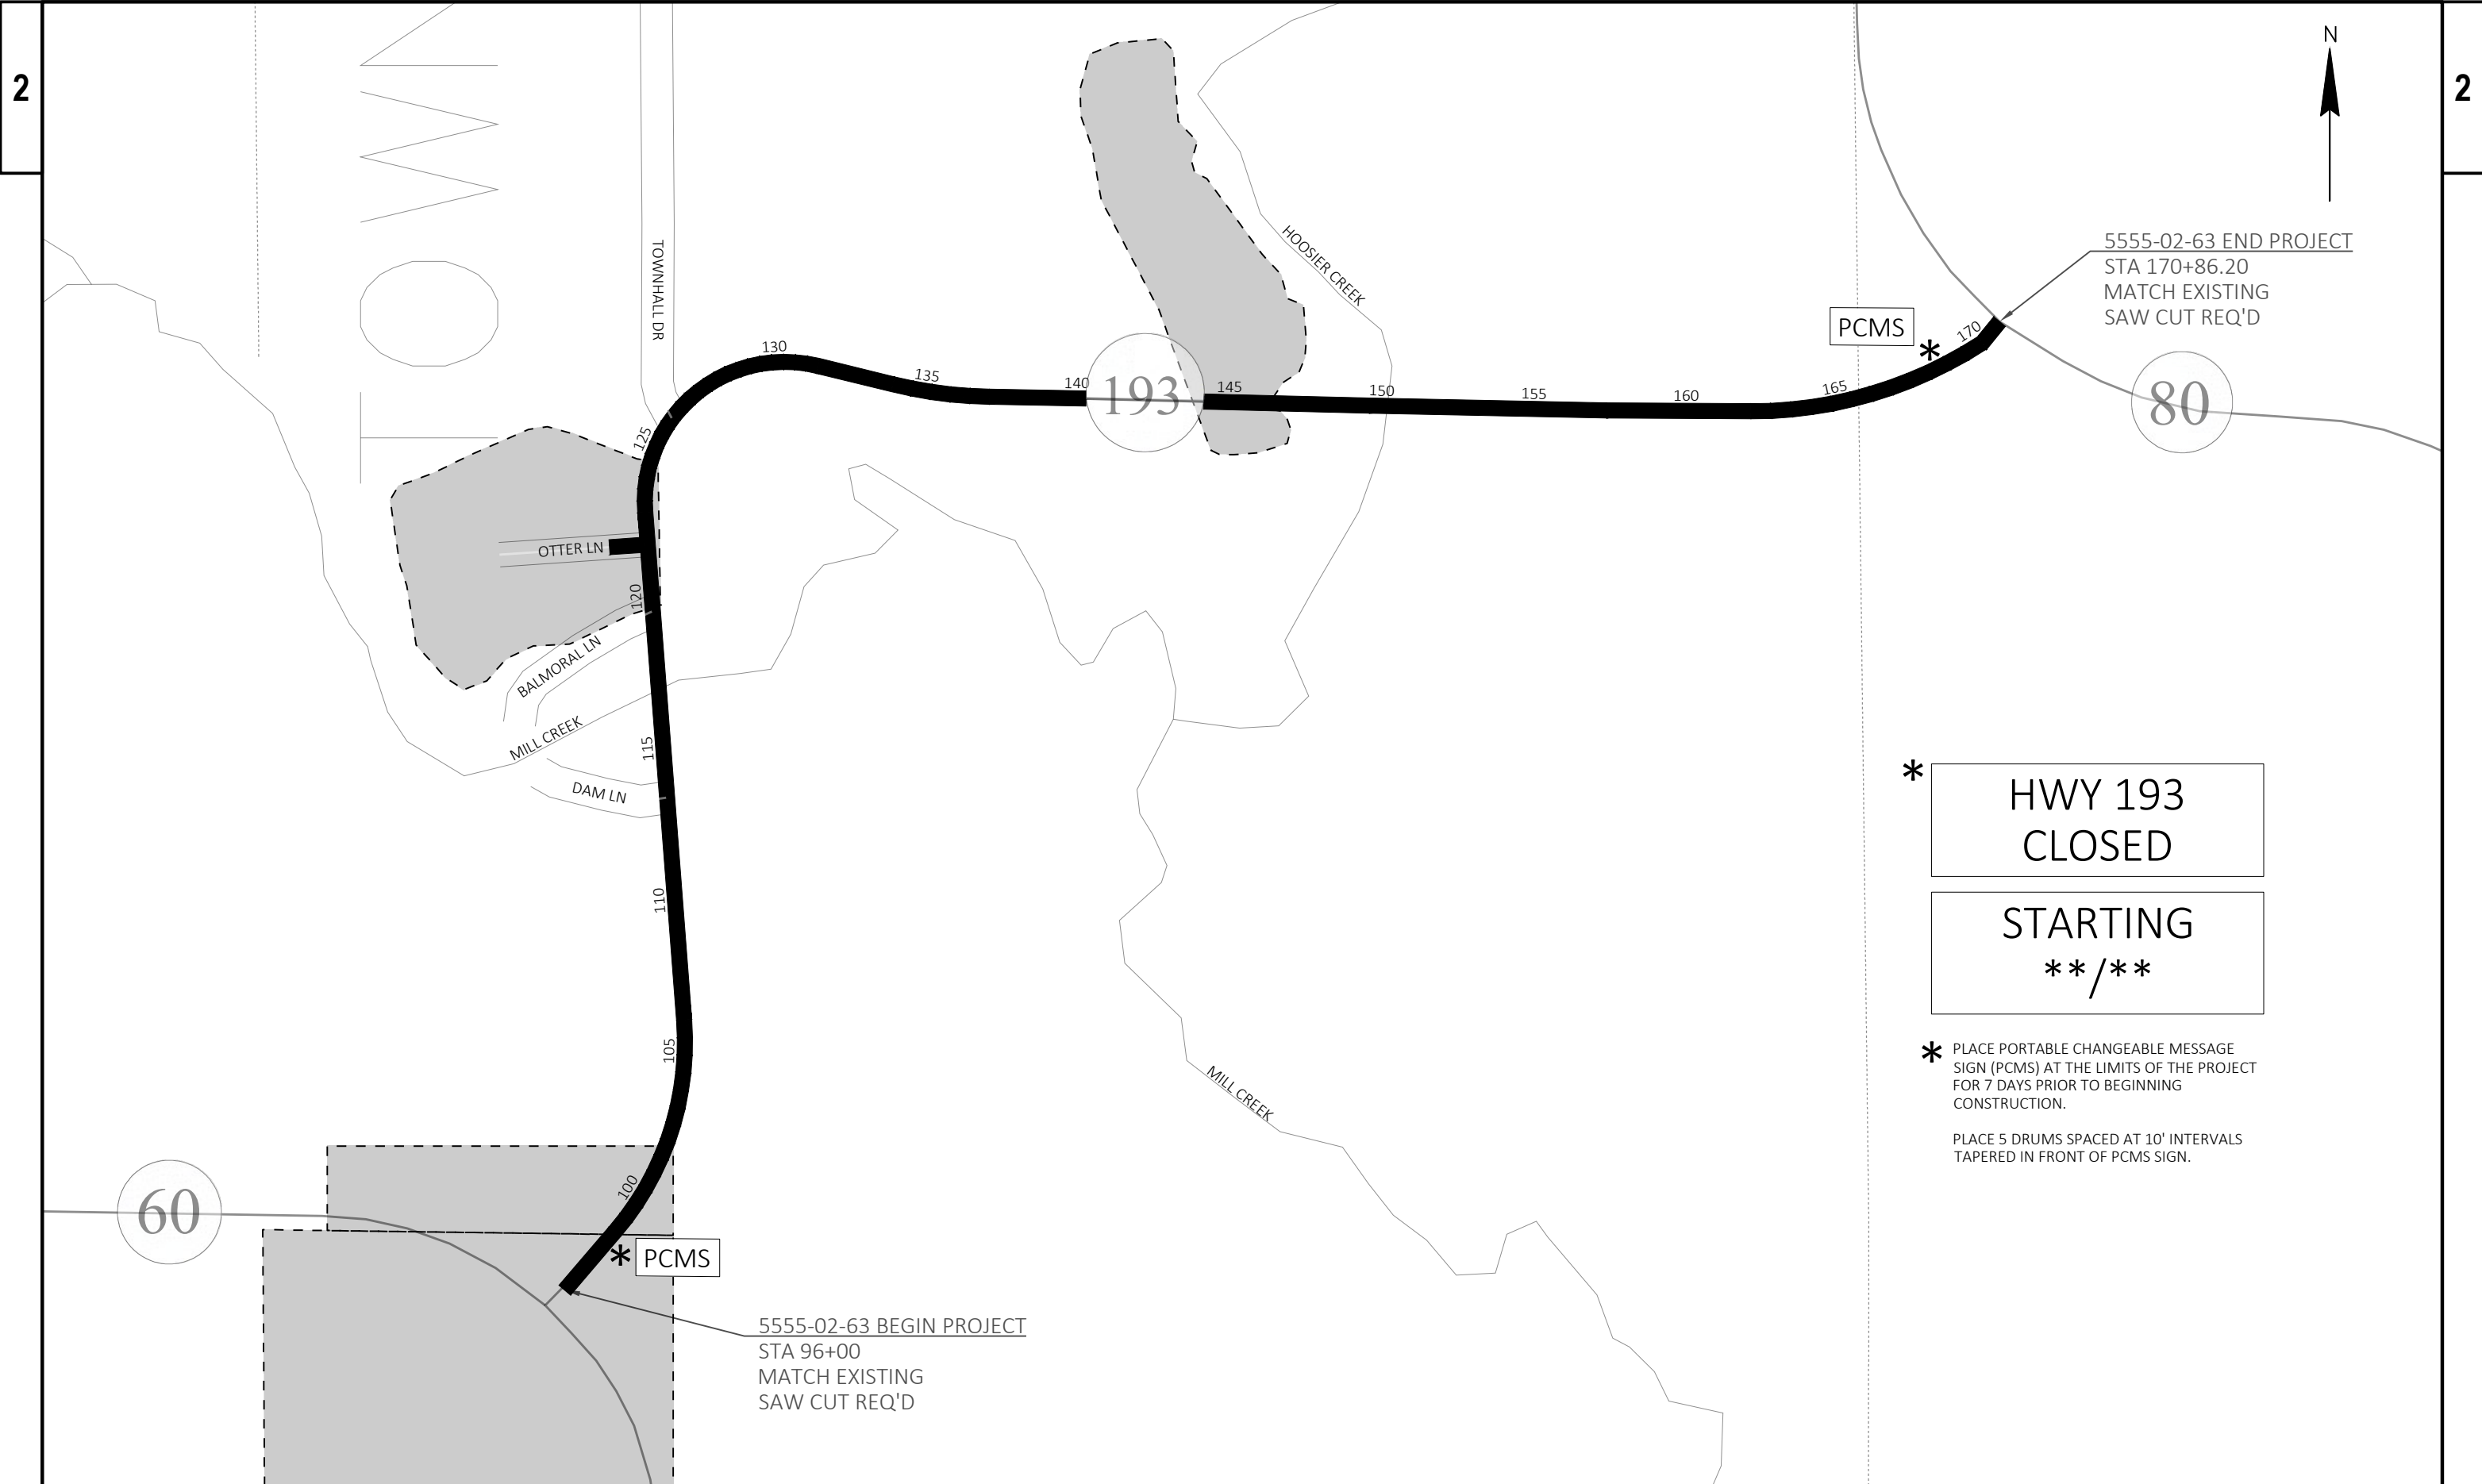 2
2
N
TOWNHALL DR
HOOSIER CREEK
5555-02-63 END PROJECT
STA 170+86.20
MATCH EXISTING
SAW CUT REQ'D
PCMS
*
170
130
135
140
193
145
150
155
160
165
80
125
OTTER LN
120
BALMORAL LN
MILL CREEK
115
DAM LN
110
105
100
*
HWY 193
CLOSED
STARTING
**/**
* PLACE PORTABLE CHANGEABLE MESSAGE
SIGN (PCMS) AT THE LIMITS OF THE PROJECT
FOR 7 DAYS PRIOR TO BEGINNING
CONSTRUCTION.
PLACE 5 DRUMS SPACED AT 10' INTERVALS
TAPERED IN FRONT OF PCMS SIGN.
MILL CREEK
60
* PCMS
5555-02-63 BEGIN PROJECT
STA 96+00
MATCH EXISTING
SAW CUT REQ'D
TOW